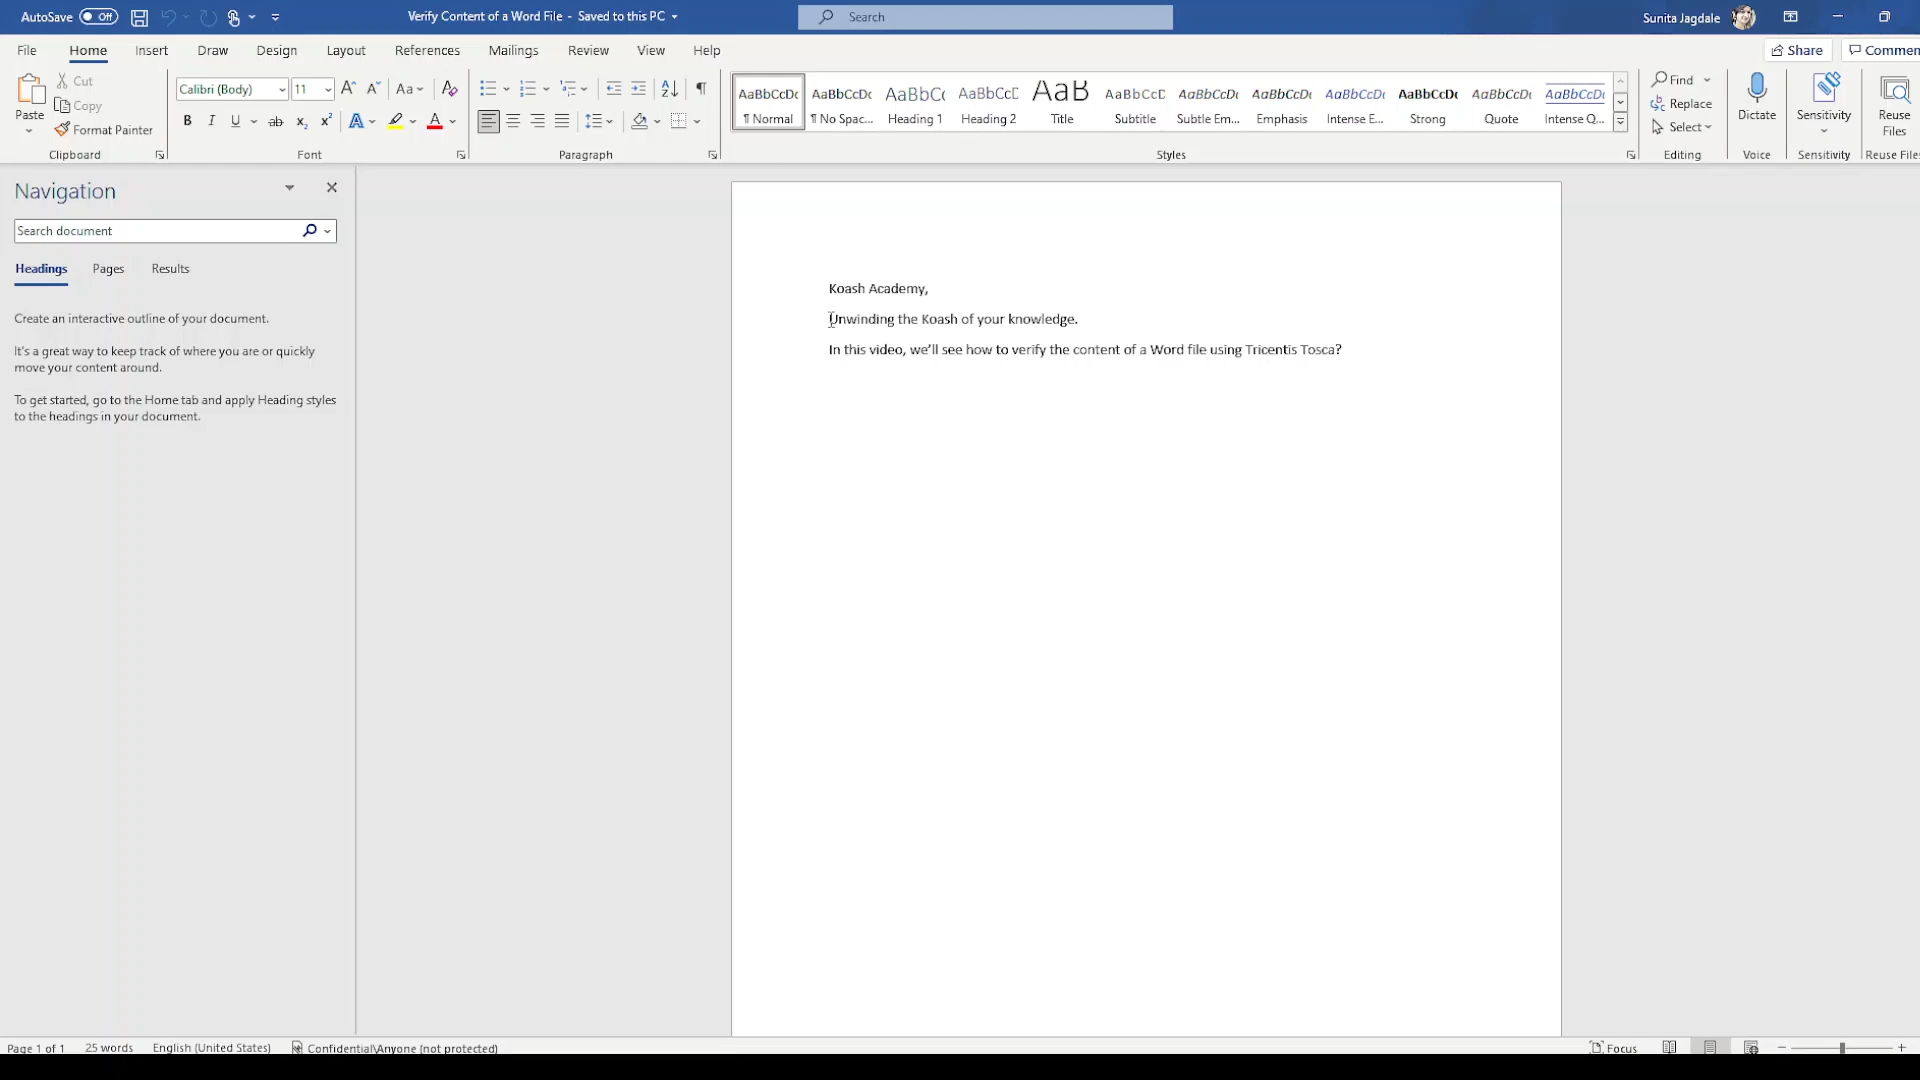 AutoSave Off Verify Content of a Word File - Saved to this PC Search Sunita Jagdale
File Home Insert Draw Design Layout References Mailings Review View Help Share Commen
Paste Cut Copy Format Painter
Clipboard
Calibri (Body) 11 Aa
B I U ab x₂ x² A A
Font
Paragraph
AaBbCcDc AaBbCcDc AaBbCc AaBbCcD AaB AaBbCcD AaBbCcDc AaBbCcDc AaBbCcDc AaBbCcDc AaBbCcDc AaBbCcDc
¶ Normal ¶ No Spac... Heading 1 Heading 2 Title Subtitle Subtle Em... Emphasis Intense E... Strong Quote Intense Q...
Styles
Find
Replace
Select
Editing
Dictate
Voice
Sensitivity
Sensitivity
Reuse
Files
Reuse Files
Navigation
Search document
Headings Pages Results
Create an interactive outline of your document.
It's a great way to keep track of where you are or quickly
move your content around.
To get started, go to the Home tab and apply Heading styles
to the headings in your document.
Koash Academy,
Unwinding the Koash of your knowledge.
In this video, we'll see how to verify the content of a Word file using Tricentis Tosca?
Page 1 of 1 25 words English (United States) Confidential\Anyone (not protected) Focus